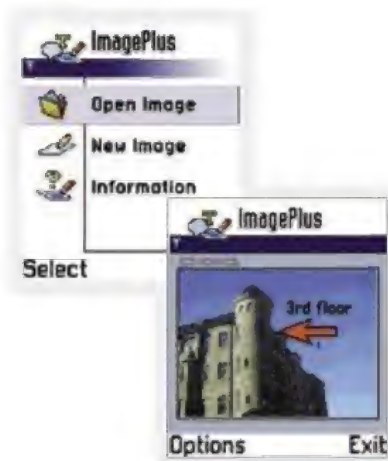 ImagePlus
Open Image
New Image
Information
Select
ImagePlus
3rd floor
Options
Exit